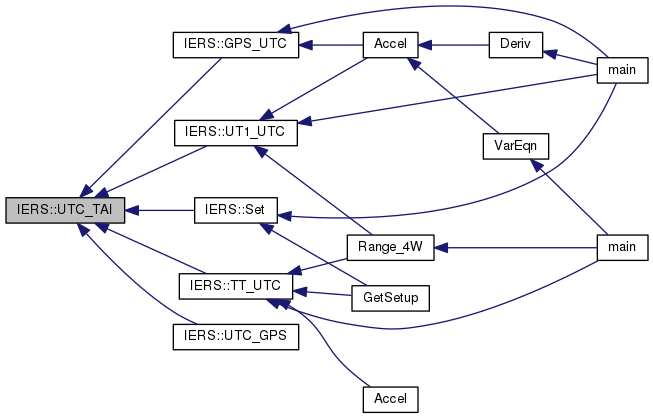 IERS::GPS_UTC
Accel
Deriv
main
IERS::UT1_UTC
VarEqn
IERS::UTC_TAI
IERS::Set
Range_4W
main
IERS::TT_UTC
GetSetup
IERS::UTC_GPS
Accel